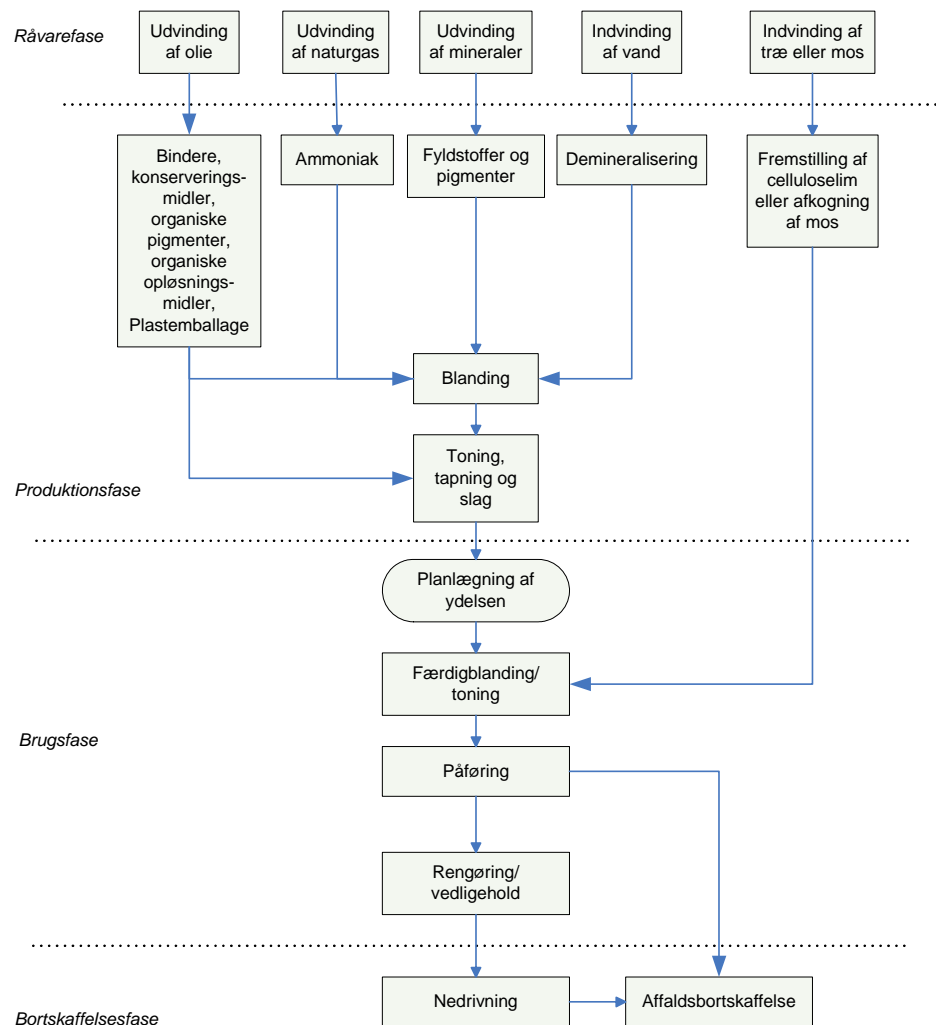 Råvarefase
Udvinding
af olie
Udvinding
af naturgas
Udvinding
af mineraler
Indvinding
af vand
Indvinding af
træ eller mos
Bindere,
konserverings-
midler,
organiske
pigmenter,
organiske
opløsnings-
midler,
Plastemballage
Ammoniak
Fyldstoffer og
pigmenter
Demineralisering
Fremstilling af
celluloselim
eller afkogning
af mos
Blanding
Toning,
tapning og
slag
Produktionsfase
Planlægning af
ydelsen
Færdigblanding/
toning
Brugsfase
Påføring
Rengøring/
vedligehold
Nedrivning
Affaldsbortskaffelse
Bortskaffelsesfase